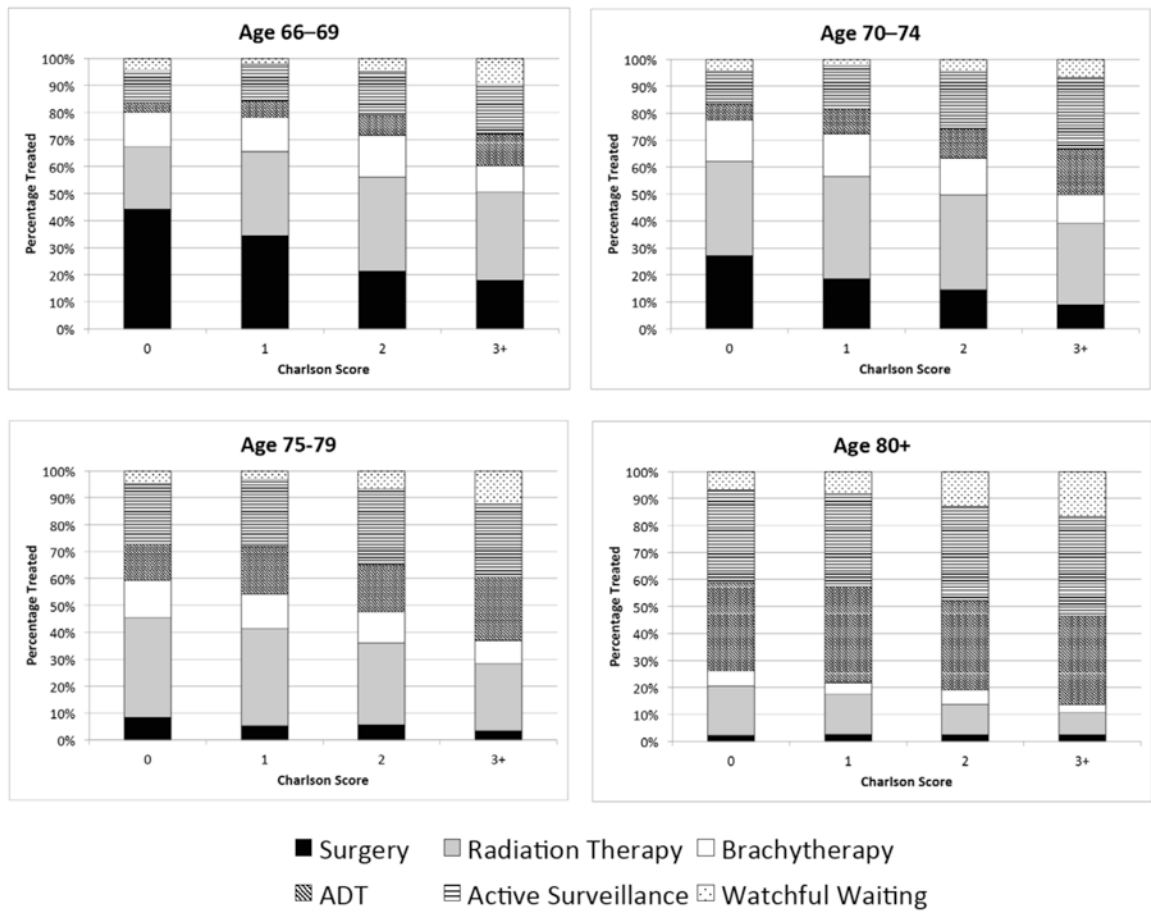 Age 66–69
Percentage Treated
100%
90%
80%
70%
60%
50%
40%
30%
20%
10%
0%
0 1 2 3+
Charlson Score
Age 70–74
Percentage Treated
100%
90%
80%
70%
60%
50%
40%
30%
20%
10%
0%
0 1 2 3+
Charlson Score
Age 75-79
Percentage Treated
100%
90%
80%
70%
60%
50%
40%
30%
20%
10%
0%
0 1 2 3+
Charlson Score
Age 80+
Percentage Treated
100%
90%
80%
70%
60%
50%
40%
30%
20%
10%
0%
0 1 2 3+
Charlson Score
Surgery Radiation Therapy Brachytherapy
ADT Active Surveillance Watchful Waiting